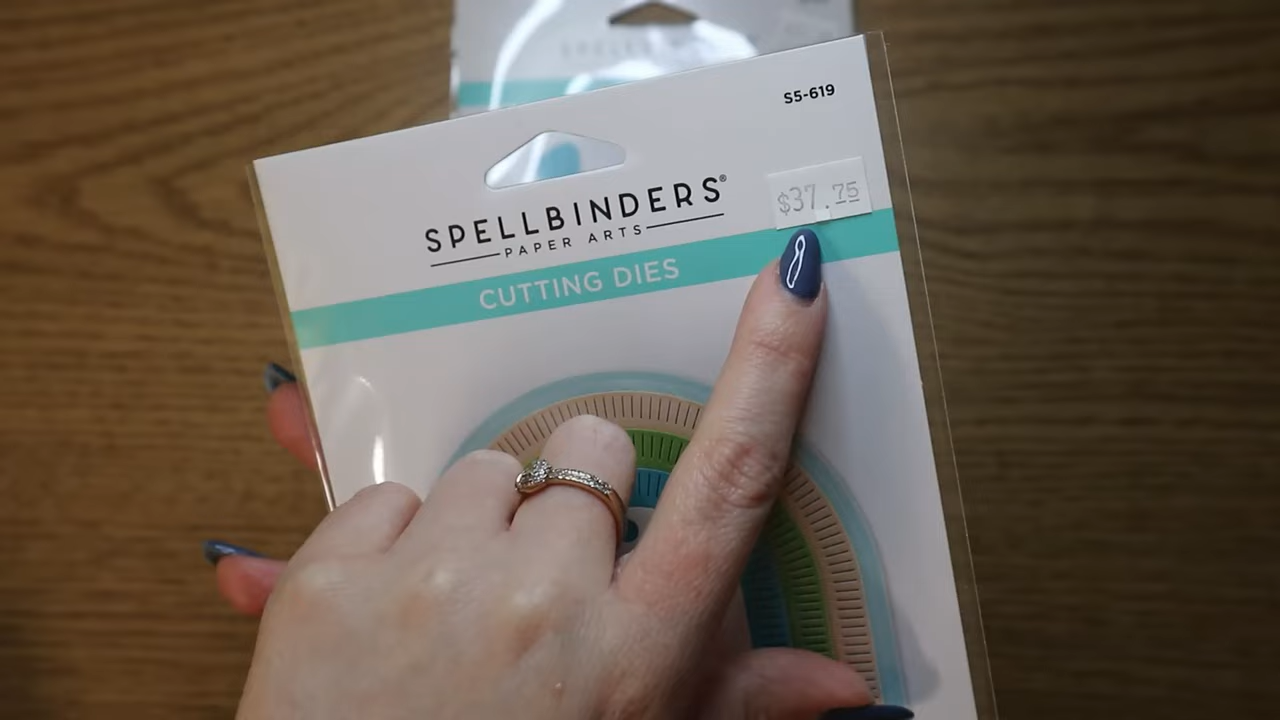 S5-619
SPELLBINDERS®
PAPER ARTS
$37.75
CUTTING DIES